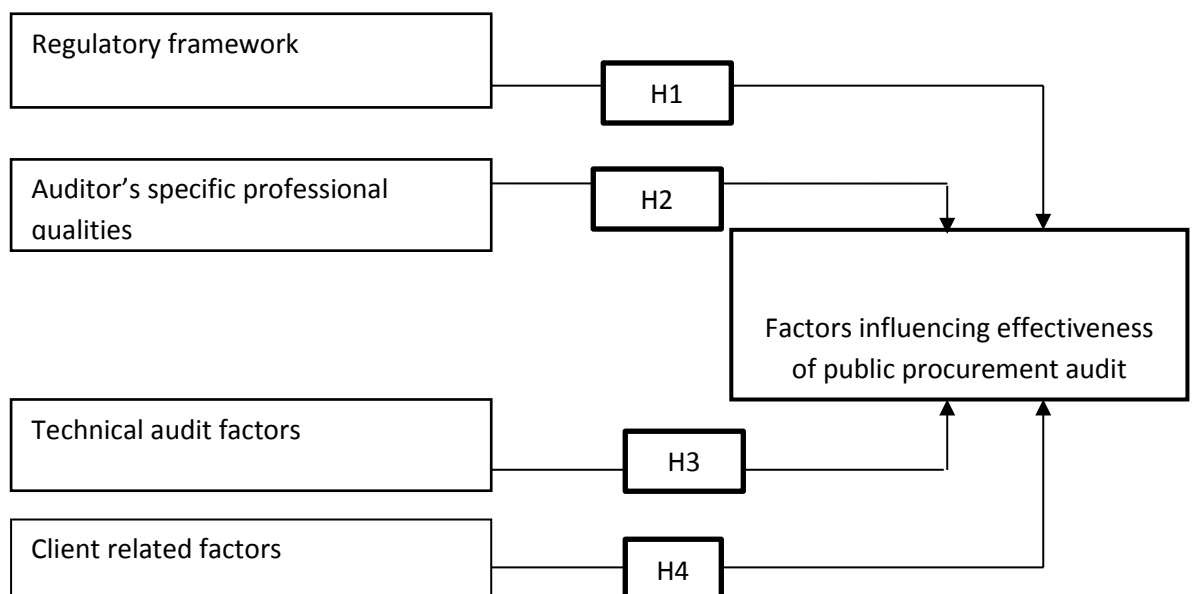 Regulatory framework
H1
Auditor’s specific professional
qualities
H2
Factors influencing effectiveness
of public procurement audit
Technical audit factors
H3
Client related factors
H4